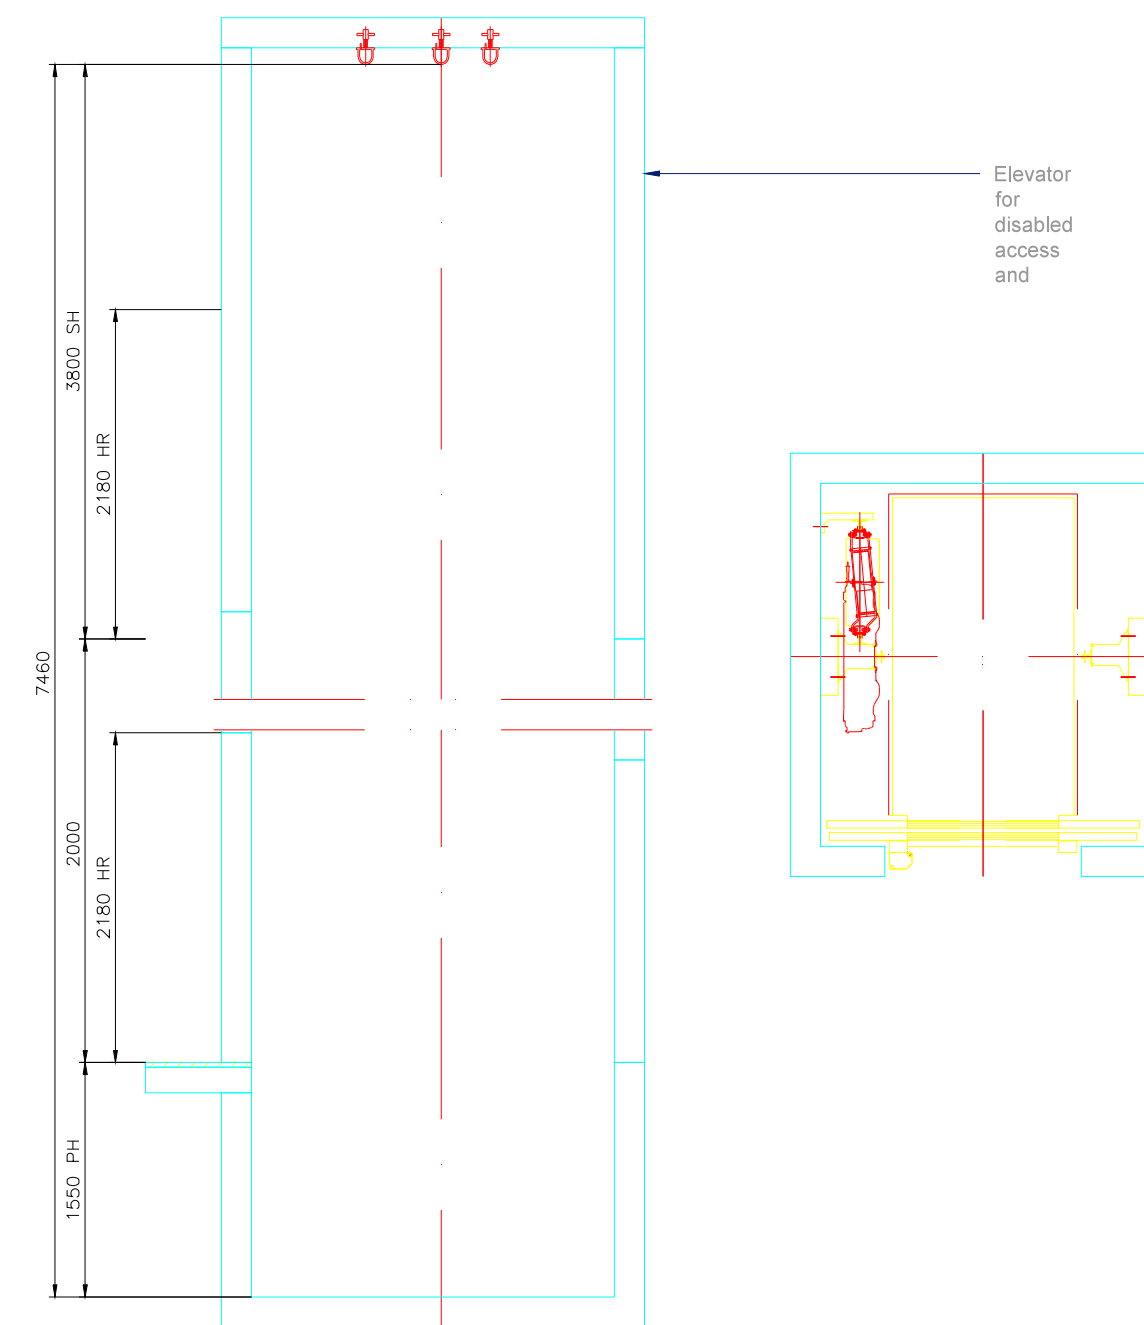 Elevator
for
disabled
access
and
3800 SH
2180 HR
7460
2000
2180 HR
1550 PH